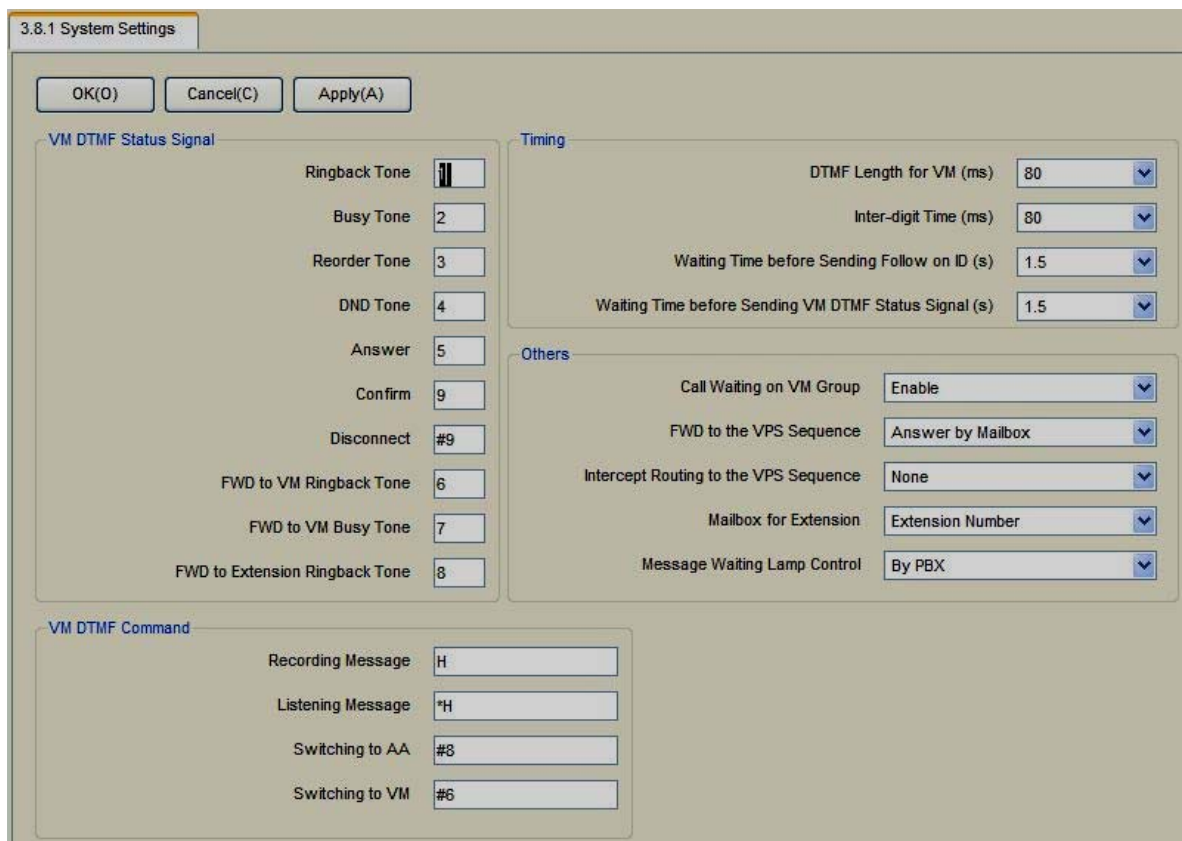 3.8.1 System Settings
OK(O) Cancel(C) Apply(A)
VM DTMF Status Signal
Ringback Tone 1
Busy Tone 2
Reorder Tone 3
DND Tone 4
Answer 5
Confirm 9
Disconnect #9
FWD to VM Ringback Tone 6
FWD to VM Busy Tone 7
FWD to Extension Ringback Tone 8
Timing
DTMF Length for VM (ms) 80
Inter-digit Time (ms) 80
Waiting Time before Sending Follow on ID (s) 1.5
Waiting Time before Sending VM DTMF Status Signal (s) 1.5
Others
Call Waiting on VM Group Enable
FWD to the VPS Sequence Answer by Mailbox
Intercept Routing to the VPS Sequence None
Mailbox for Extension Extension Number
Message Waiting Lamp Control By PBX
VM DTMF Command
Recording Message H
Listening Message *H
Switching to AA #8
Switching to VM #6